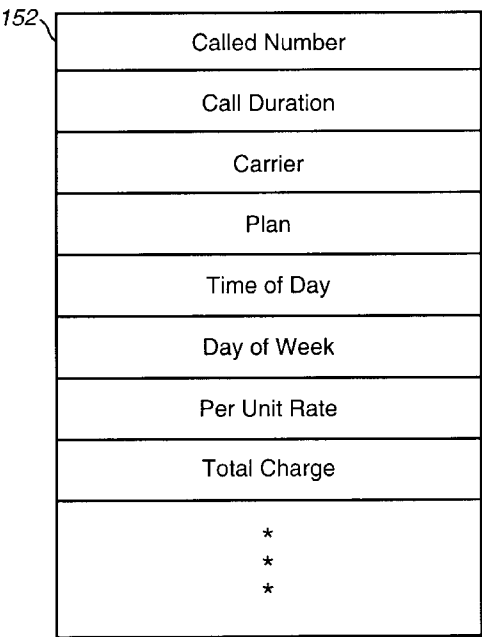 152
Called Number
Call Duration
Carrier
Plan
Time of Day
Day of Week
Per Unit Rate
Total Charge
*
*
*